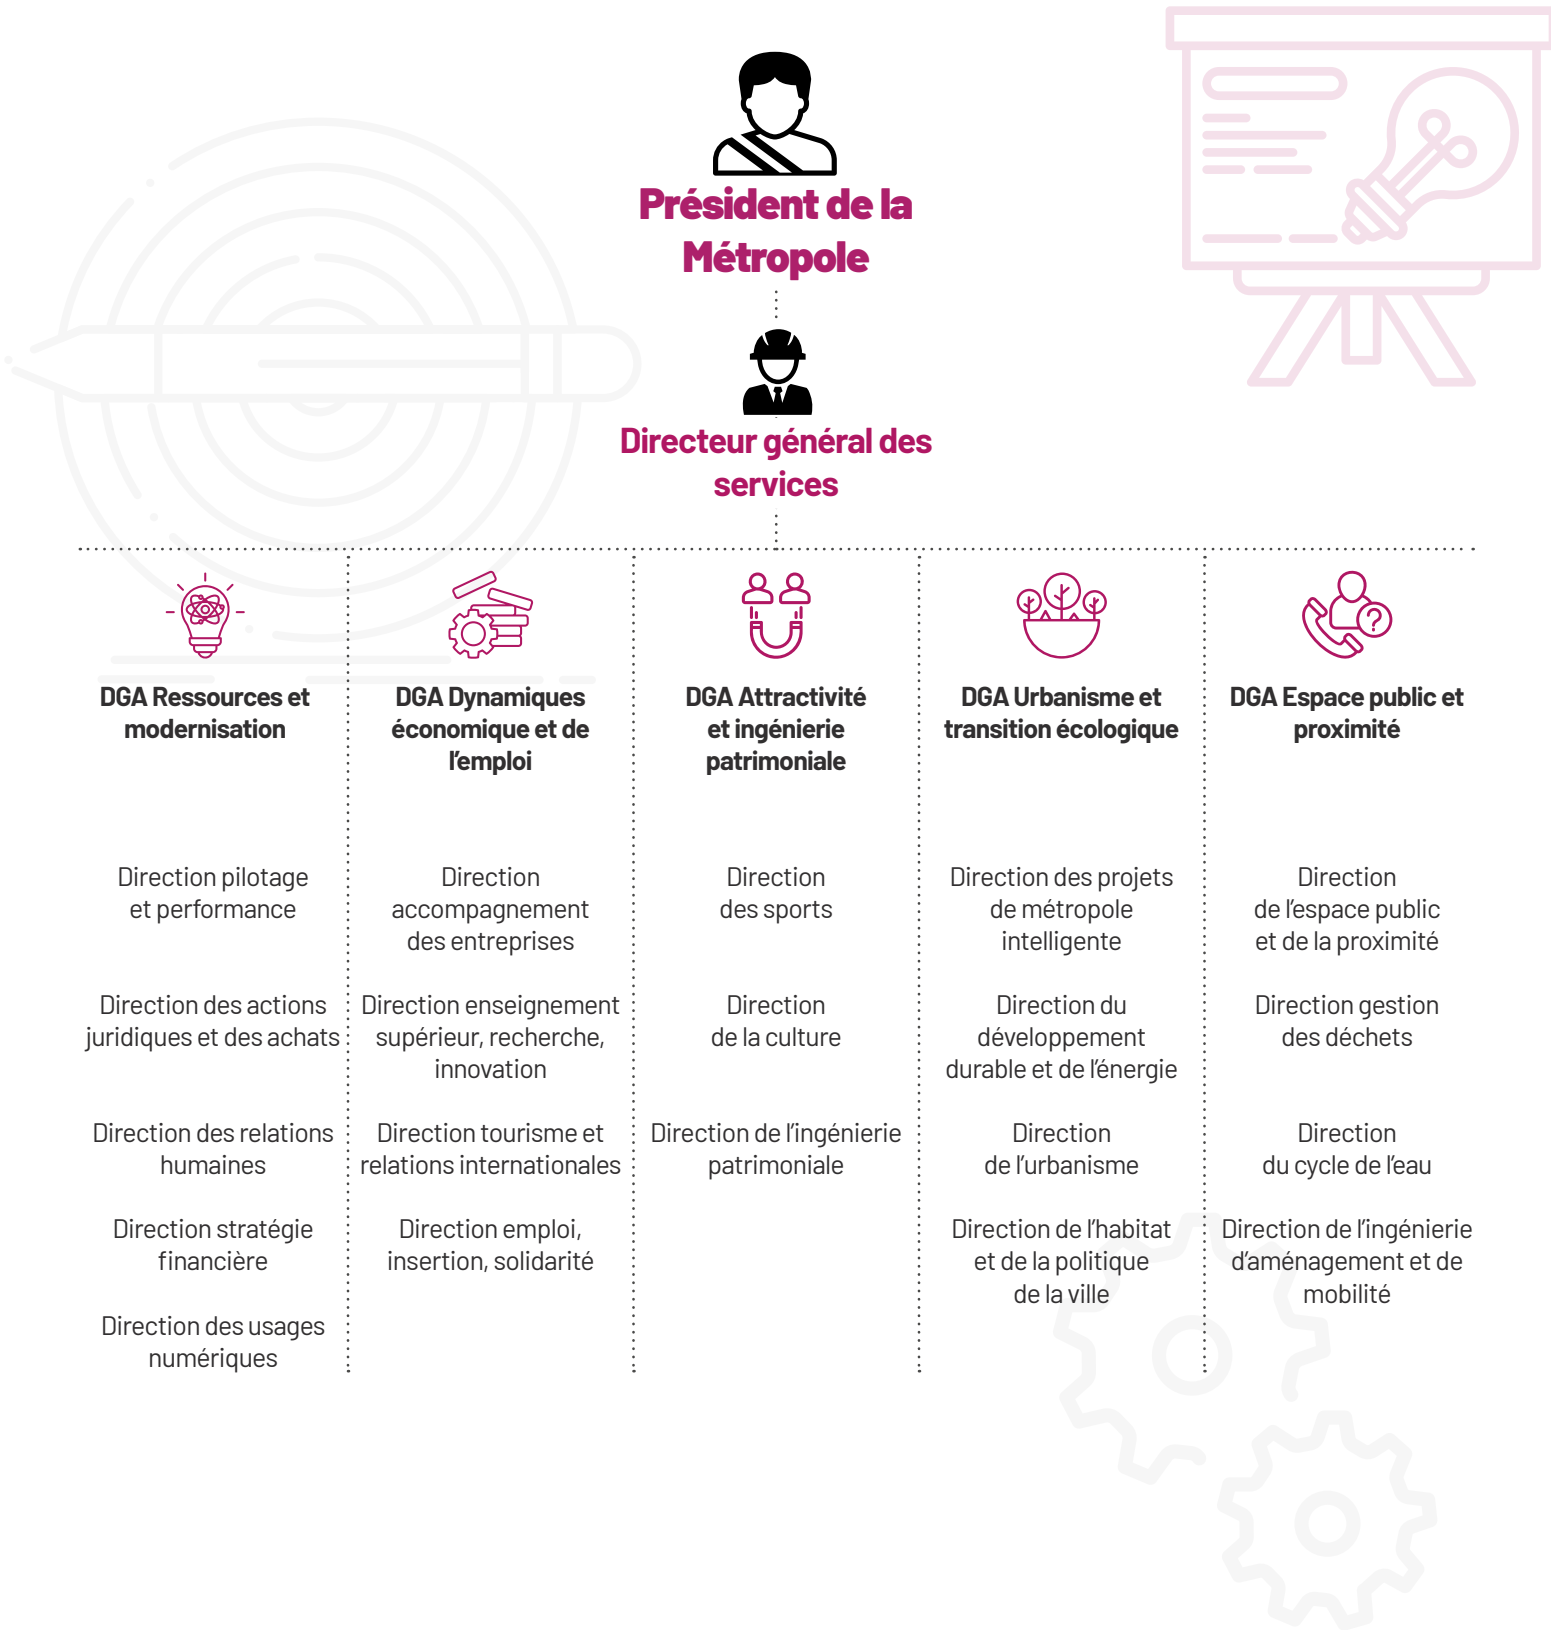 Président de la
Métropole
Directeur général des
services
DGA Ressources et
modernisation
Direction pilotage
et performance
Direction des actions
juridiques et des achats
Direction des relations
humaines
Direction stratégie
financière
Direction des usages
numériques
DGA Dynamiques
économique et de
l'emploi
Direction
accompagnement
des entreprises
Direction enseignement
supérieur, recherche,
innovation
Direction tourisme et
relations internationales
Direction emploi,
insertion, solidarité
DGA Attractivité
et ingénierie
patrimoniale
Direction
des sports
Direction
de la culture
Direction de l'ingénierie
patrimoniale
DGA Urbanisme et
transition écologique
Direction des projets
de métropole
intelligente
Direction du
développement
durable et de l'énergie
Direction
de l'urbanisme
Direction de l'habitat
et de la politique
de la ville
DGA Espace public et
proximité
Direction
de l'espace public
et de la proximité
Direction gestion
des déchets
Direction
du cycle de l'eau
Direction de l'ingénierie
d'aménagement et de
mobilité